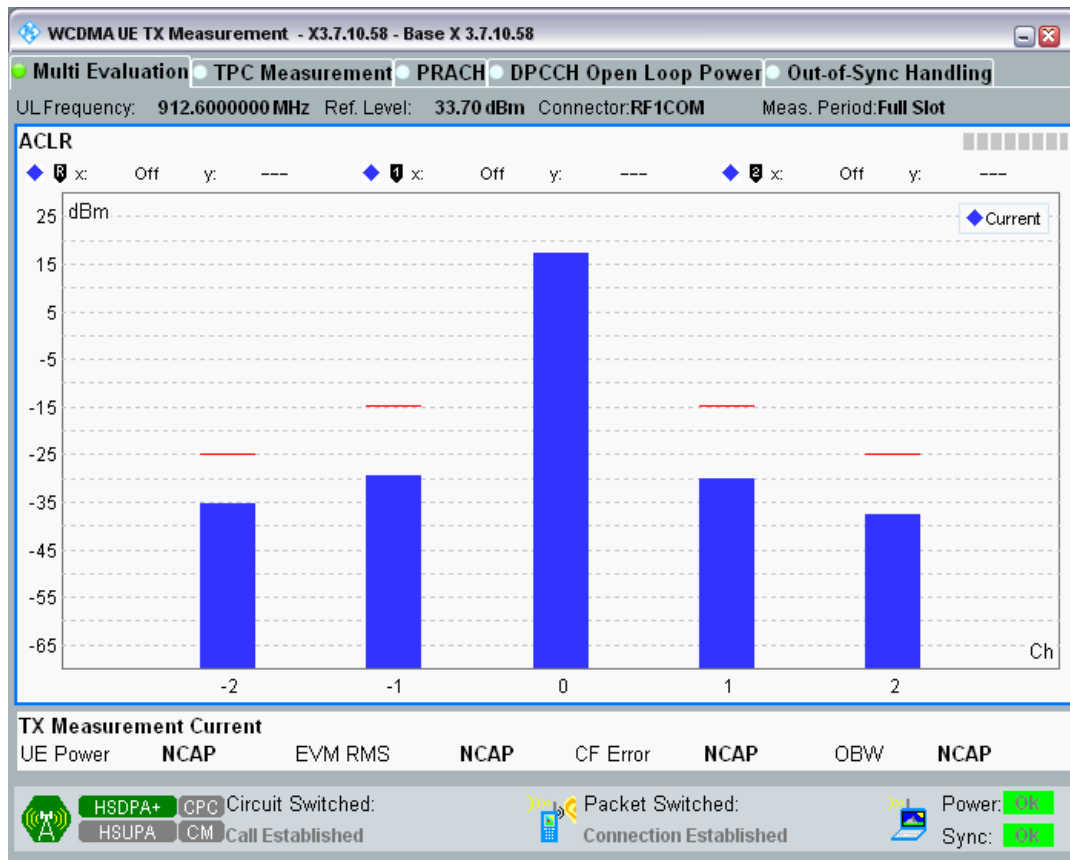 WCDMA UE TX Measurement - X3.7.10.58 - Base X 3.7.10.58
Multi Evaluation TPC Measurement PRACH DPCCH Open Loop Power Out-of-Sync Handling
UL Frequency: 912.6000000 MHz Ref. Level: 33.70 dBm Connector:RF1COM Meas. Period:Full Slot
ACLR
R x: Off y: --- 1 x: Off y: --- 2 x: Off y: ---
dBm
Current
25
15
5
-5
-15
-25
-35
-45
-55
-65
Ch
-2 -1 0 1 2
TX Measurement Current
UE Power NCAP EVM RMS NCAP CF Error NCAP OBW NCAP
HSDPA+ CPC Circuit Switched: Packet Switched: Power: Ok
HSUPA CM Call Established Connection Established Sync: Ok